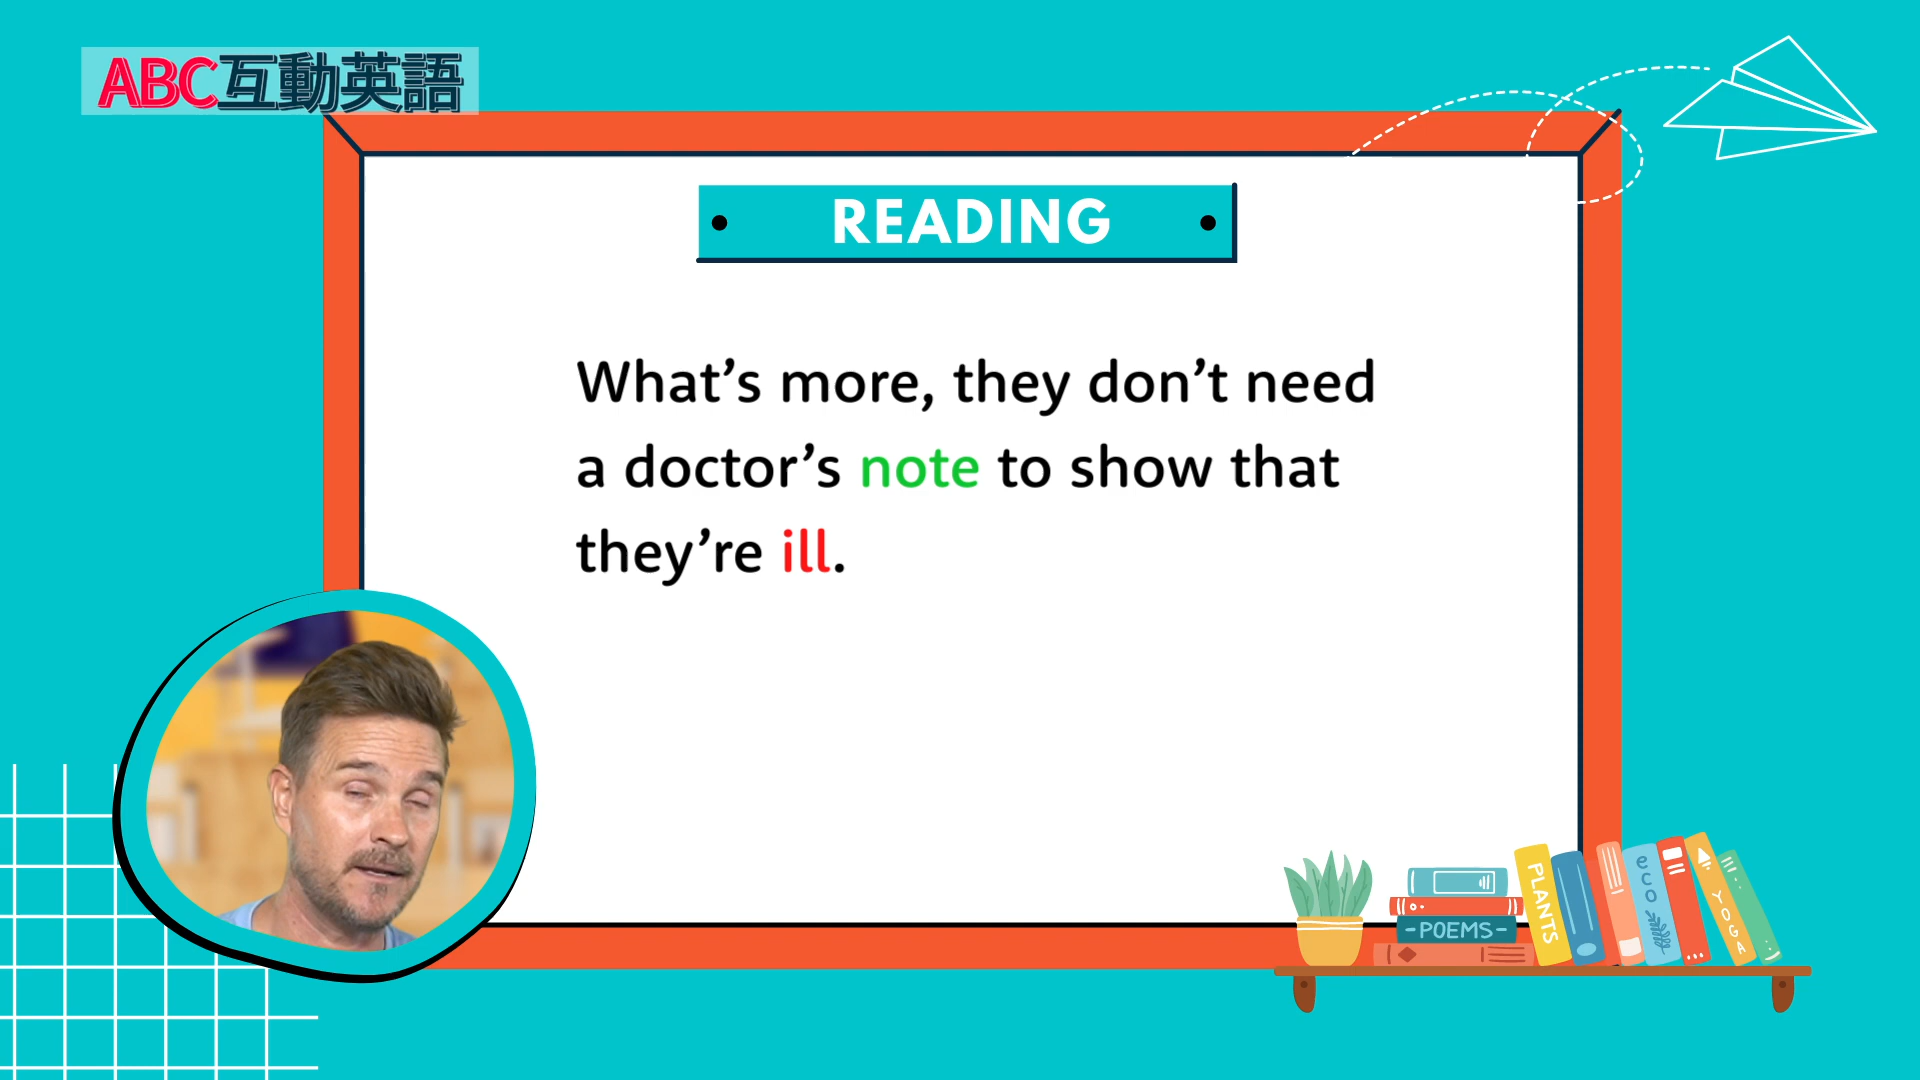 ABC互動英語
READING
What's more, they don't need
a doctor's note to show that
they're ill.
POEMS
PLANTS
eco
YOGA